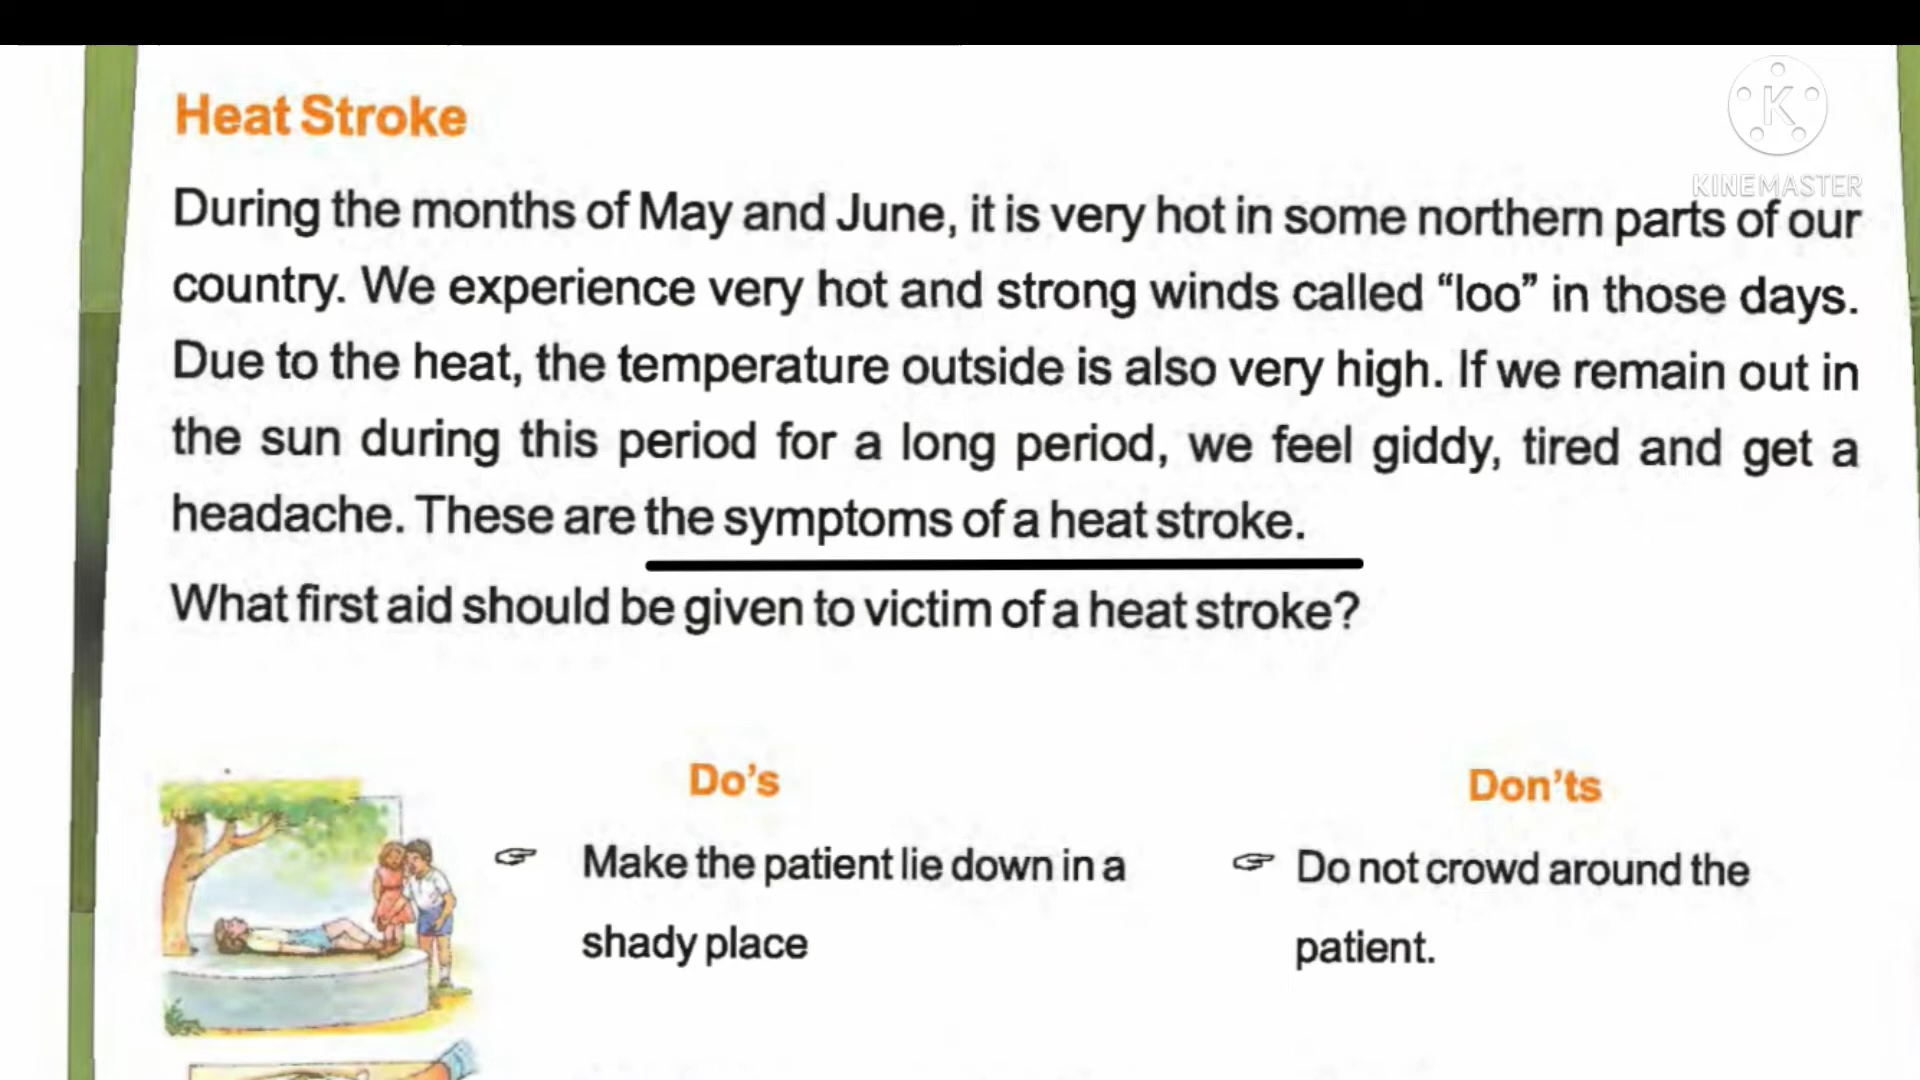 Heat Stroke
K
KINEMASTER
During the months of May and June, it is very hot in some northern parts of our
country. We experience very hot and strong winds called “loo” in those days.
Due to the heat, the temperature outside is also very high. If we remain out in
the sun during this period for a long period, we feel giddy, tired and get a
headache. These are the symptoms of a heat stroke.
What first aid should be given to victim of a heat stroke?
Do’s
Don’ts
Make the patient lie down in a
shady place
Do not crowd around the
patient.